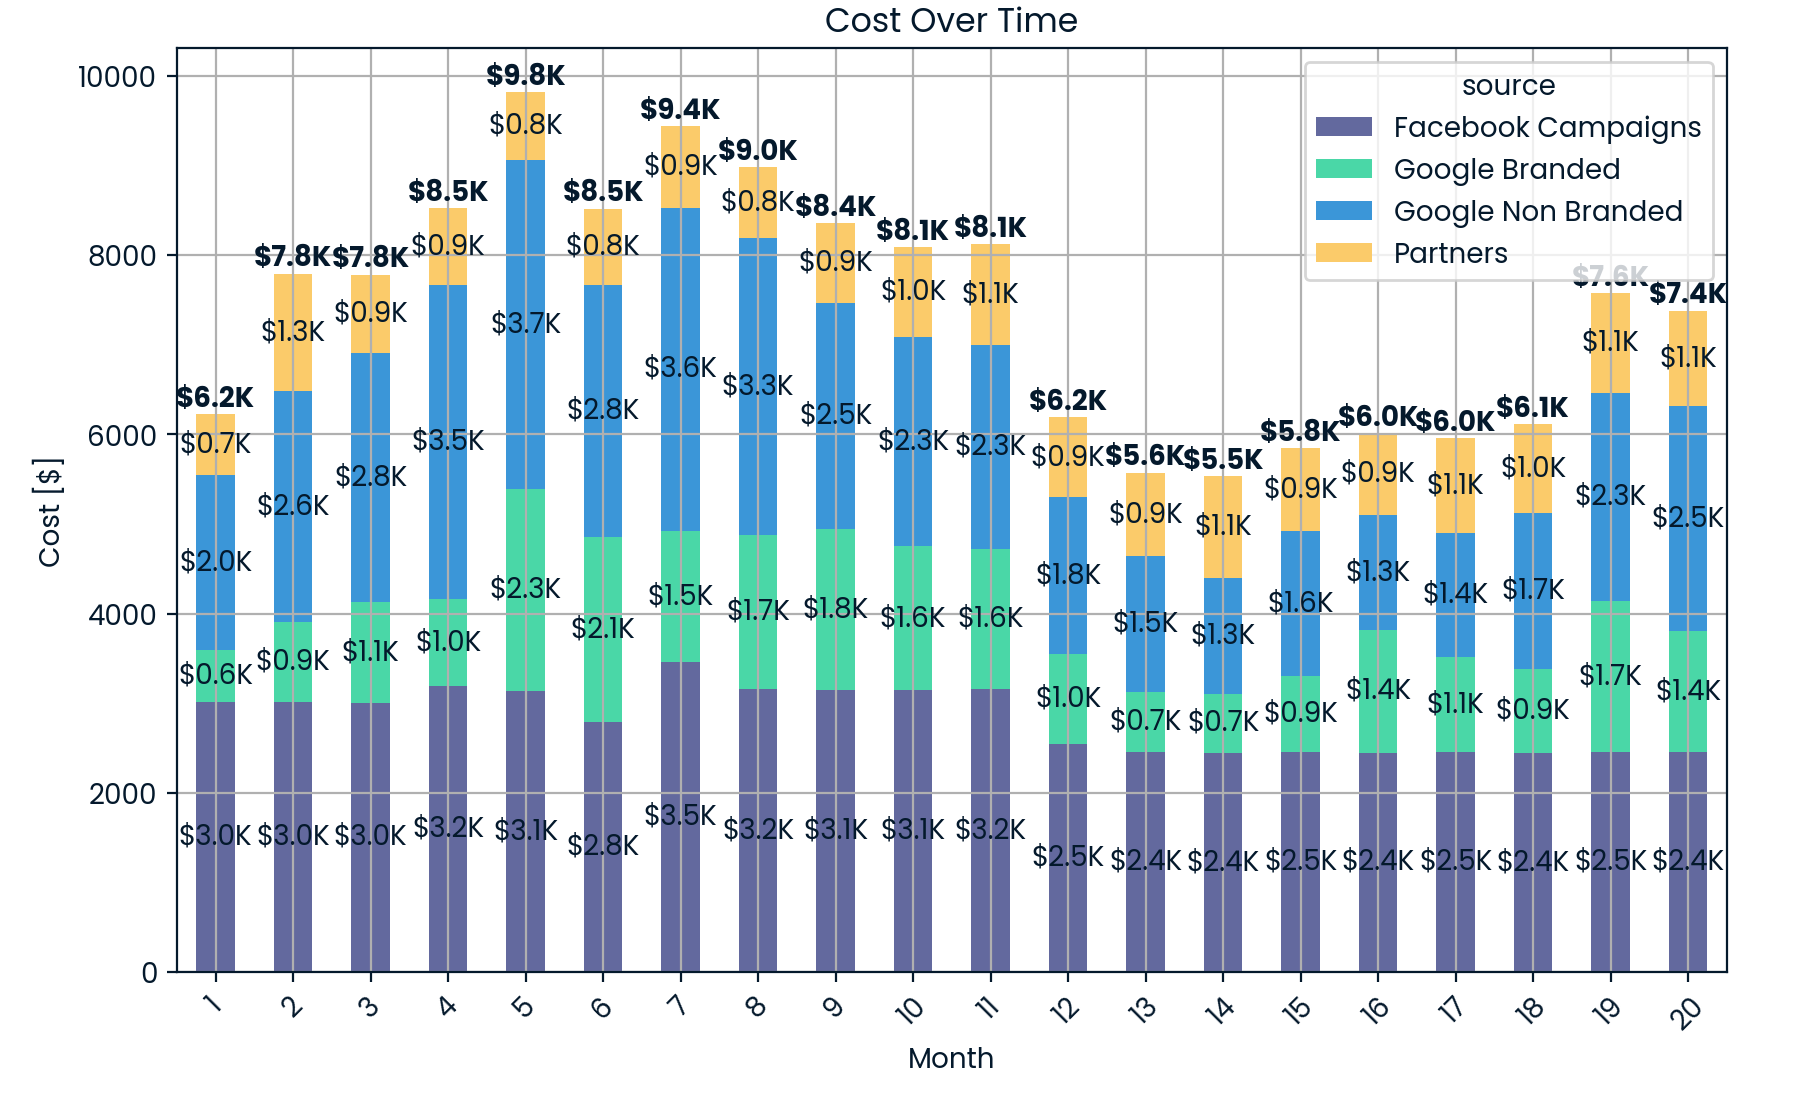 Cost Over Time
10000
8000
6000
4000
2000
0
Cost [$]
source
Facebook Campaigns
Google Branded
Google Non Branded
Partners
$6.2K
$0.7K
$2.0K
$0.6K
$3.0K
$7.8K
$1.3K
$2.6K
$0.9K
$3.0K
$7.8K
$0.9K
$2.8K
$1.1K
$3.0K
$8.5K
$0.9K
$3.5K
$1.0K
$3.2K
$9.8K
$0.8K
$3.7K
$2.3K
$3.1K
$8.5K
$0.8K
$2.8K
$2.1K
$2.8K
$9.4K
$0.9K
$3.6K
$1.5K
$3.5K
$9.0K
$0.8K
$3.3K
$1.7K
$3.2K
$8.4K
$0.9K
$2.5K
$1.8K
$3.1K
$8.1K
$1.0K
$2.3K
$1.6K
$3.1K
$8.1K
$1.1K
$2.3K
$1.6K
$3.2K
$6.2K
$0.9K
$1.8K
$1.0K
$2.5K
$5.6K
$0.9K
$1.5K
$0.7K
$2.4K
$5.5K
$1.1K
$1.3K
$0.7K
$2.4K
$5.8K
$0.9K
$1.6K
$0.9K
$2.5K
$6.0K
$0.9K
$1.3K
$1.4K
$2.4K
$6.0K
$1.1K
$1.4K
$1.1K
$2.5K
$6.1K
$1.0K
$1.7K
$0.9K
$2.4K
$7.6K
$1.1K
$2.3K
$1.7K
$2.5K
$7.4K
$1.1K
$2.5K
$1.4K
$2.4K
1 2 3 4 5 6 7 8 9 10 11 12 13 14 15 16 17 18 19 20
Month